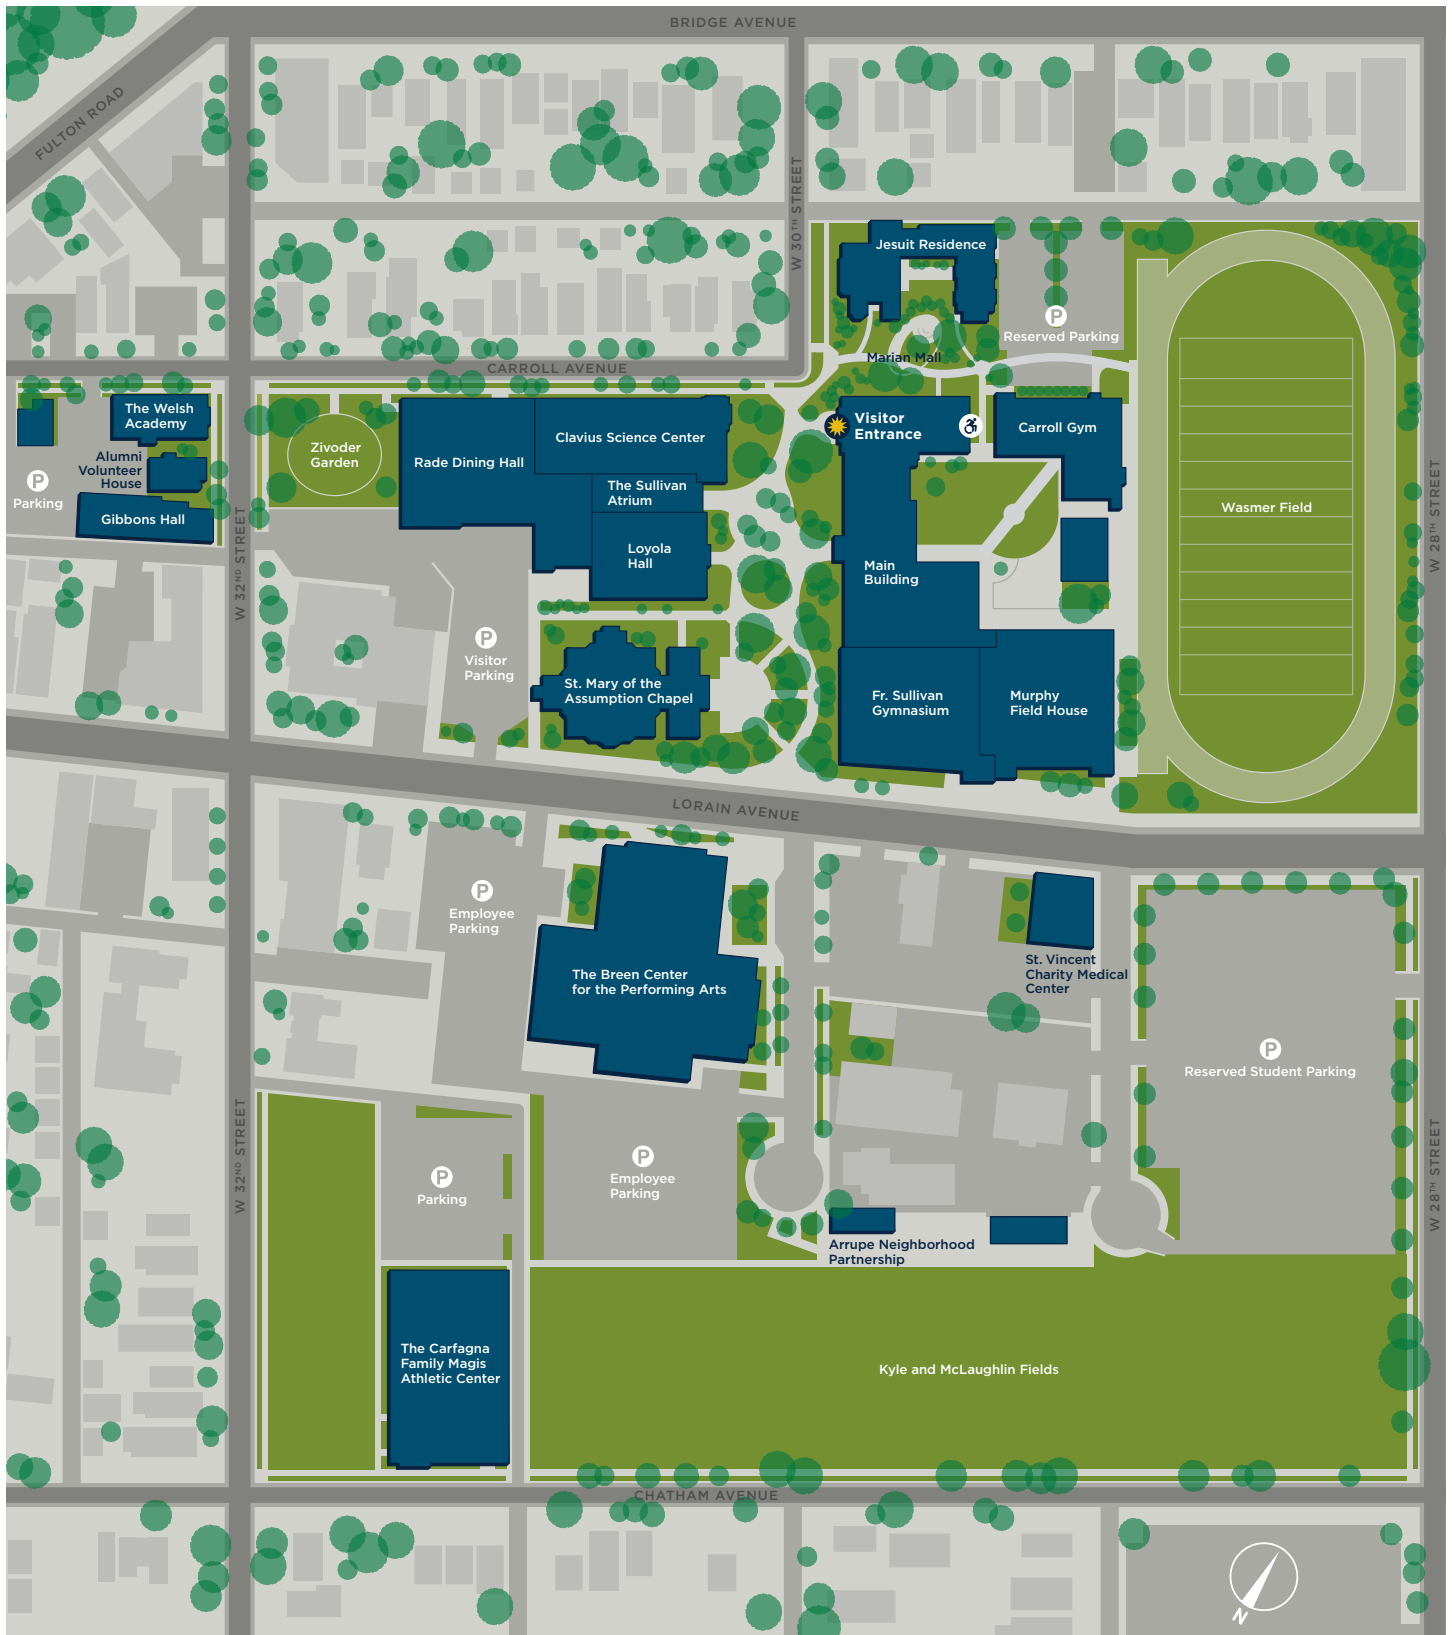 BRIDGE AVENUE
FULTON ROAD
W 30TH STREET
Jesuit Residence
P
Reserved Parking
Marian Mall
CARROLL AVENUE
The Welsh
Academy
Alumni
Volunteer
House
P
Parking
Gibbons Hall
W 32ND STREET
Zivoder
Garden
Rade Dining Hall
Clavius Science Center
The Sullivan
Atrium
Loyola
Hall
Visitor
Entrance
Carroll Gym
Main
Building
Wasmer Field
W 28TH STREET
P
Visitor
Parking
St. Mary of the
Assumption Chapel
Fr. Sullivan
Gymnasium
Murphy
Field House
LORAIN AVENUE
P
Employee
Parking
The Breen Center
for the Performing Arts
St. Vincent
Charity Medical
Center
P
Reserved Student Parking
W 32ND STREET
P
Parking
P
Employee
Parking
Arrupe Neighborhood
Partnership
W 28TH STREET
The Carfagna
Family Magis
Athletic Center
Kyle and McLaughlin Fields
CHATHAM AVENUE
N